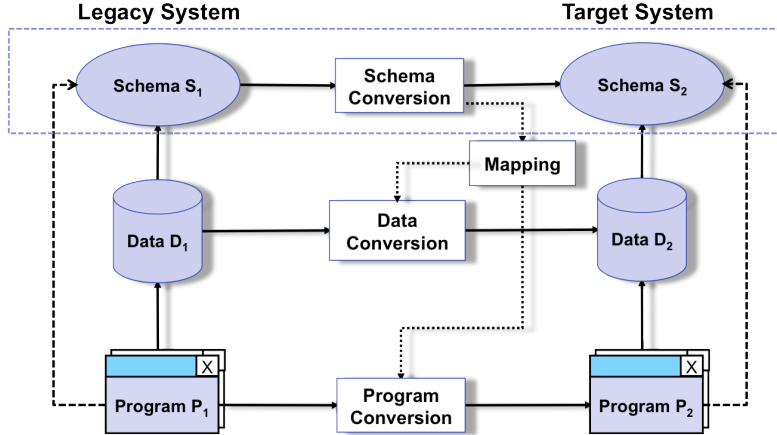 Legacy System
Target System
Schema S1
Schema
Conversion
Schema S2
Mapping
Data D1
Data
Conversion
Data D2
X
Program P1
Program
Conversion
X
Program P2